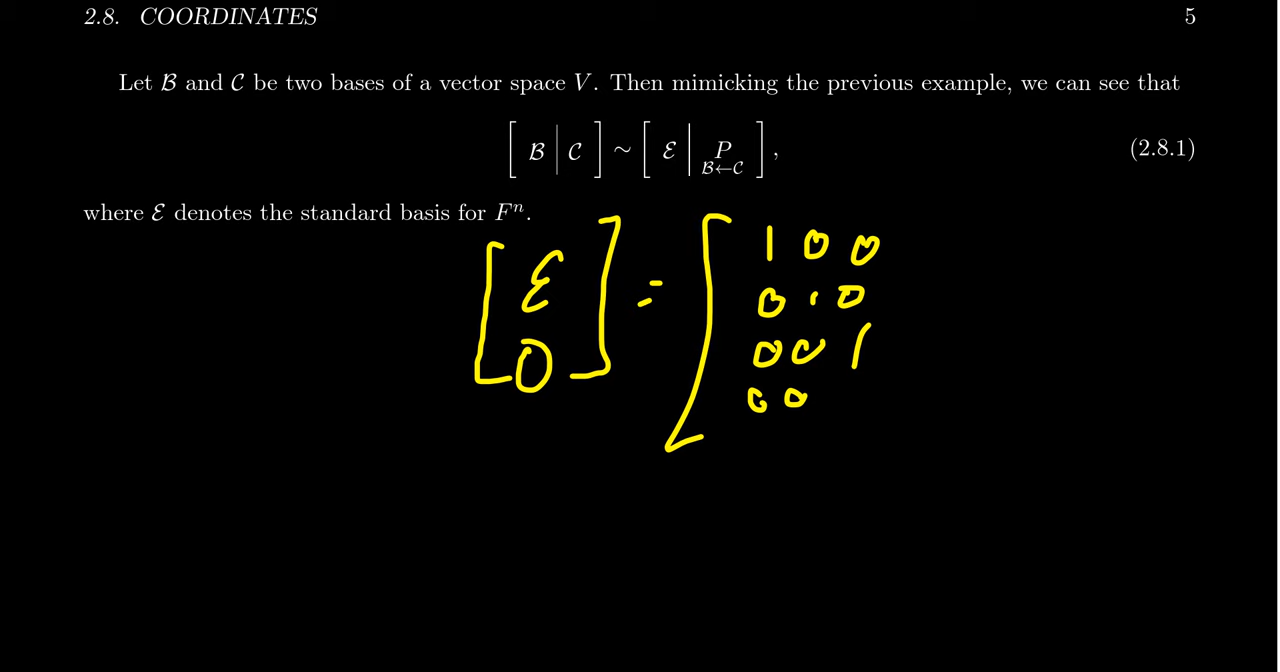 2.8. COORDINATES 5
Let B and C be two bases of a vector space V. Then mimicking the previous example, we can see that
[ B | C ] ~ [ E | P B←C ], (2.8.1)
where E denotes the standard basis for Fⁿ.
[ E = [ 1 0 0
0 1 0
0 ] 0 0 1
0 0